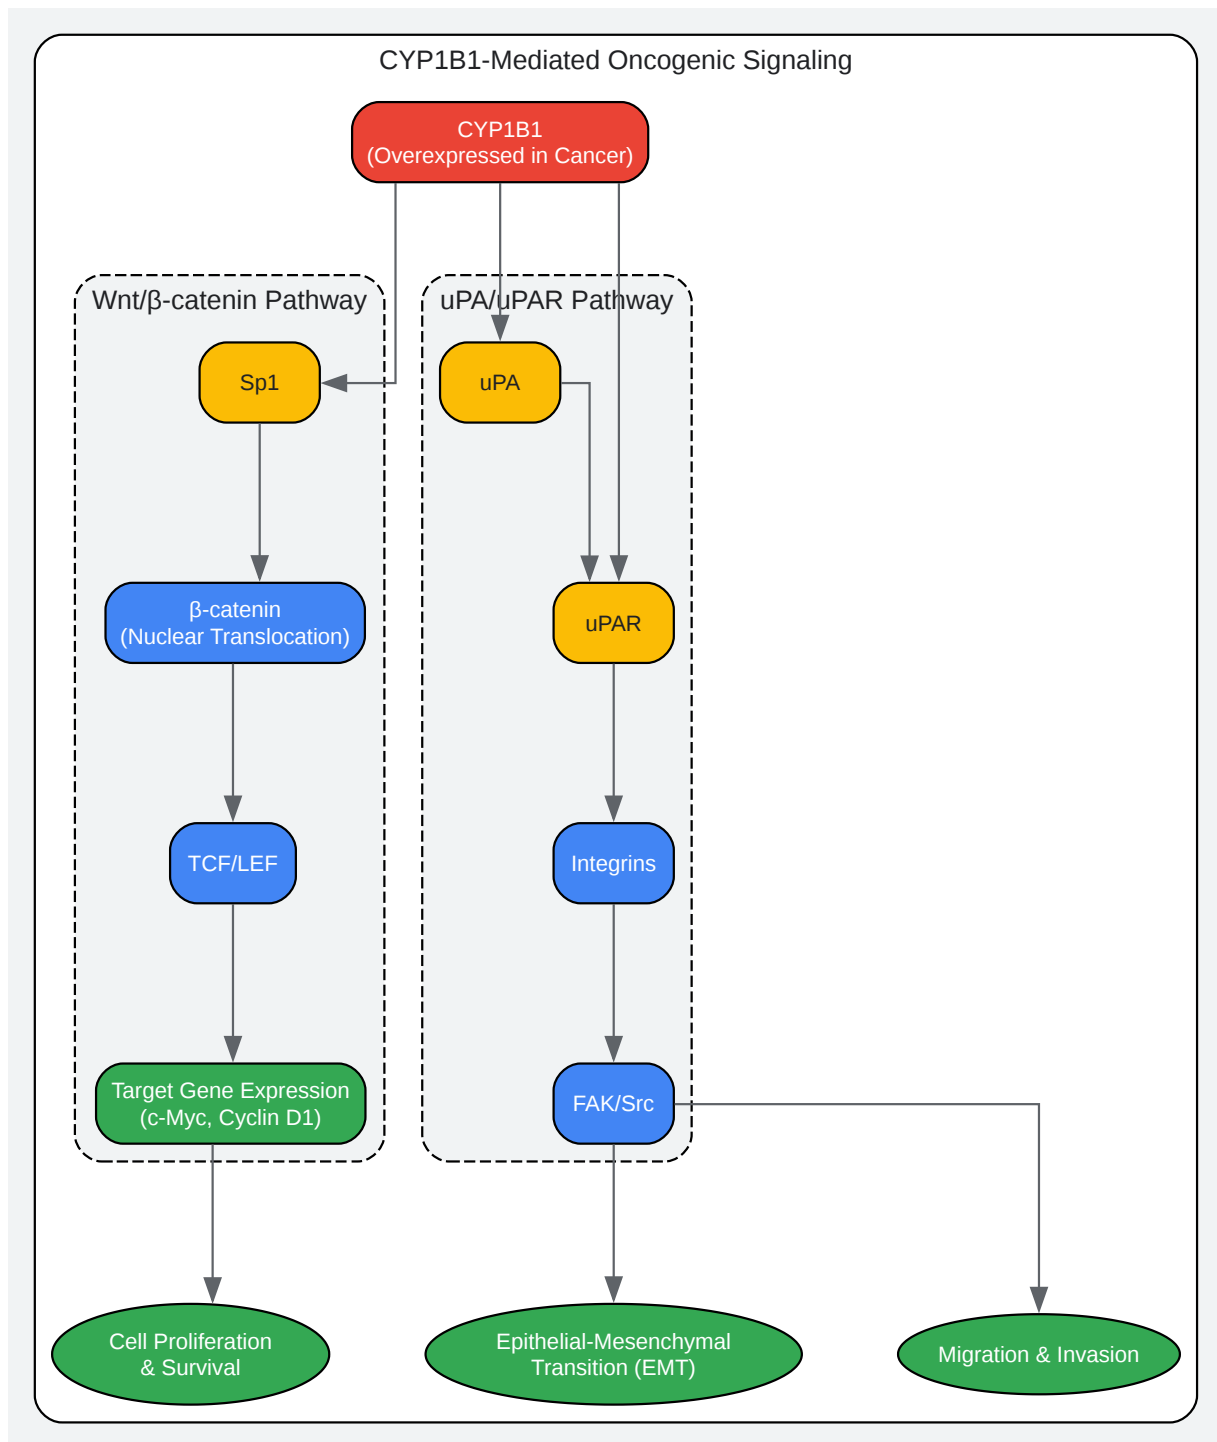 CYP1B1-Mediated Oncogenic Signaling
CYP1B1
(Overexpressed in Cancer)
Wnt/β-catenin Pathway
uPA/uPAR Pathway
Sp1
uPA
β-catenin
(Nuclear Translocation)
uPAR
TCF/LEF
Integrins
Target Gene Expression
(c-Myc, Cyclin D1)
FAK/Src
Cell Proliferation
& Survival
Epithelial-Mesenchymal
Transition (EMT)
Migration & Invasion